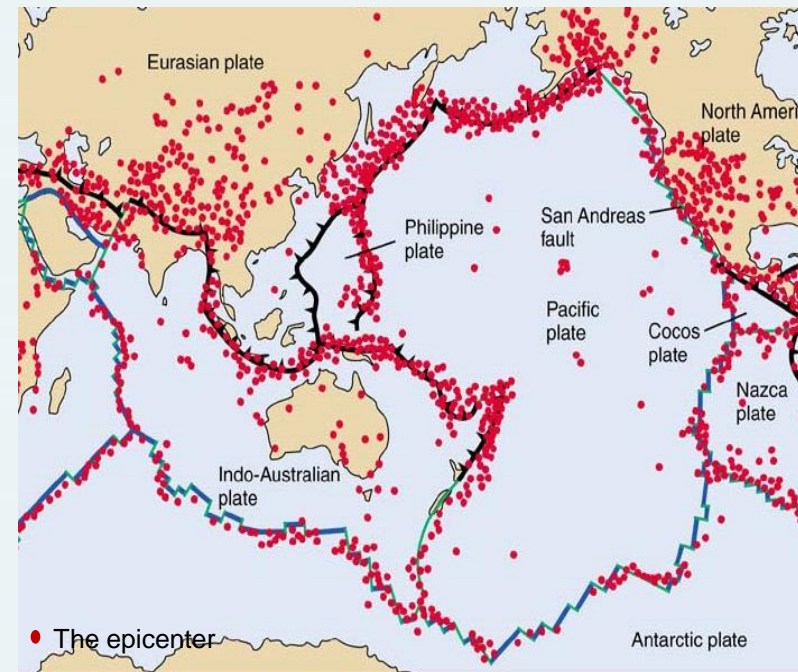 Eurasian plate
North Ameri
plate
San Andreas
fault
Philippine
plate
Pacific
plate
Cocos
plate
Nazca
plate
Indo-Australian
plate
The epicenter
Antarctic plate